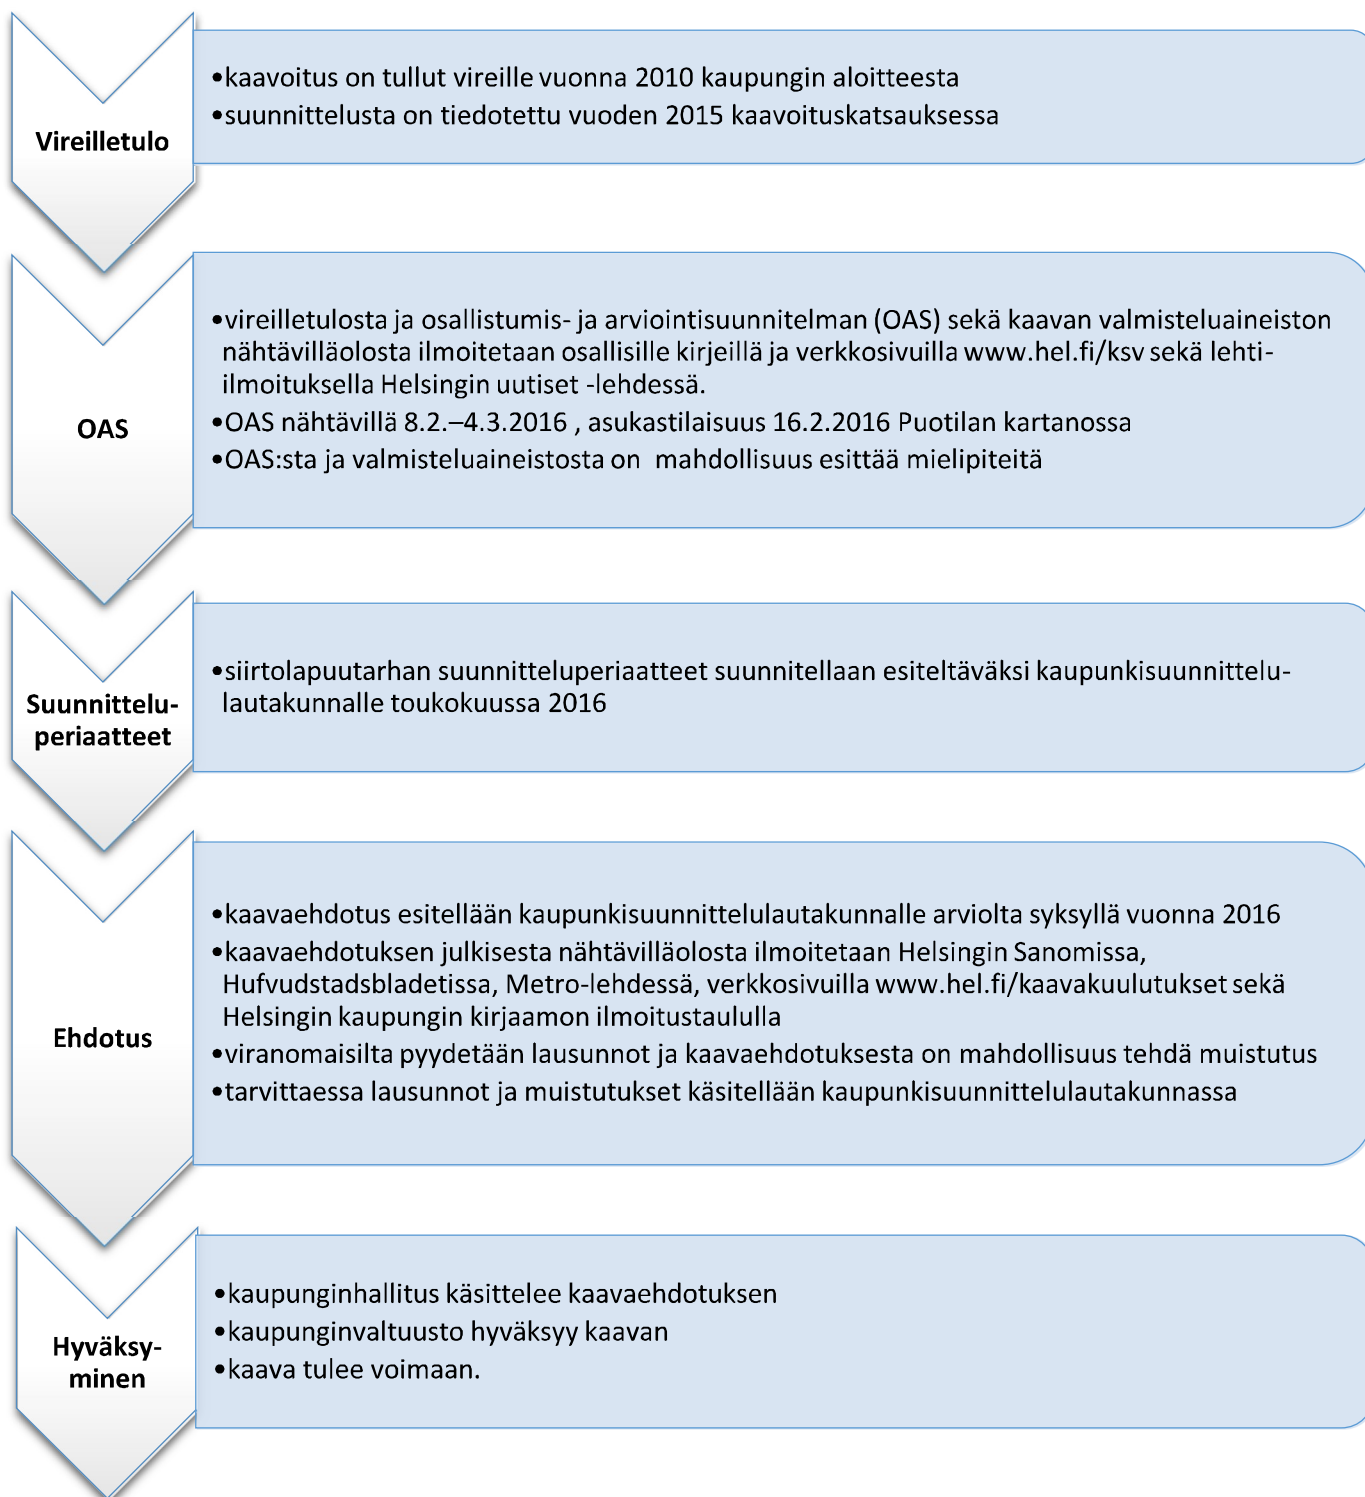 Vireilletulo
•kaavoitus on tullut vireille vuonna 2010 kaupungin aloitteesta
•suunnittelusta on tiedotettu vuoden 2015 kaavoituskatsauksessa
OAS
•vireilletulosta ja osallistumis- ja arviointisuunnitelman (OAS) sekä kaavan valmisteluaineiston
nähtävilläolosta ilmoitetaan osallisille kirjeillä ja verkkosivuilla www.hel.fi/ksv sekä lehti-
ilmoituksella Helsingin uutiset -lehdessä.
•OAS nähtävillä 8.2.–4.3.2016 , asukastilaisuus 16.2.2016 Puotilan kartanossa
•OAS:sta ja valmisteluaineistosta on  mahdollisuus esittää mielipiteitä
Suunnittelu-
periaatteet
•siirtolapuutarhan suunnitteluperiaatteet suunnitellaan esiteltäväksi kaupunkisuunnittelu-
lautakunnalle toukokuussa 2016
Ehdotus
•kaavaehdotus esitellään kaupunkisuunnittelulautakunnalle arviolta syksyllä vuonna 2016
•kaavaehdotuksen julkisesta nähtävilläolosta ilmoitetaan Helsingin Sanomissa,
Hufvudstadsbladetissa, Metro-lehdessä, verkkosivuilla www.hel.fi/kaavakuulutukset sekä
Helsingin kaupungin kirjaamon ilmoitustaululla
•viranomaisilta pyydetään lausunnot ja kaavaehdotuksesta on mahdollisuus tehdä muistutus
•tarvittaessa lausunnot ja muistutukset käsitellään kaupunkisuunnittelulautakunnassa
Hyväksy-
minen
•kaupunginhallitus käsittelee kaavaehdotuksen
•kaupunginvaltuusto hyväksyy kaavan
•kaava tulee voimaan.